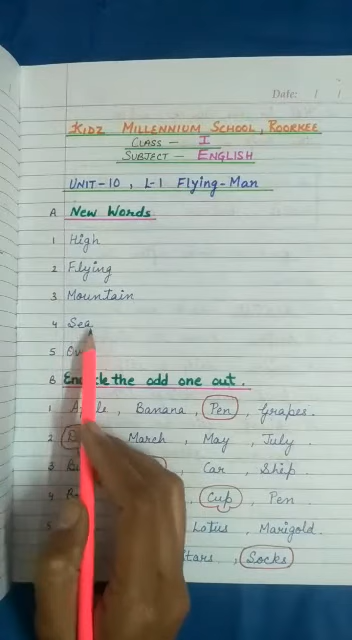 Date: / /
KIDZ MILLENNIUM SCHOOL, ROORKEE
CLASS - I
SUBJECT - ENGLISH
UNIT-10, L-1 Flying-Man
A New Words
1 High
2 Flying
3 Mountain
4 Sea
5
B the odd one out.
1 Banana, Pen, Grapes.
2 March, May, July.
3 Car, Ship.
4 Cup, Pen
5 Lotus, Marigold.
Socks